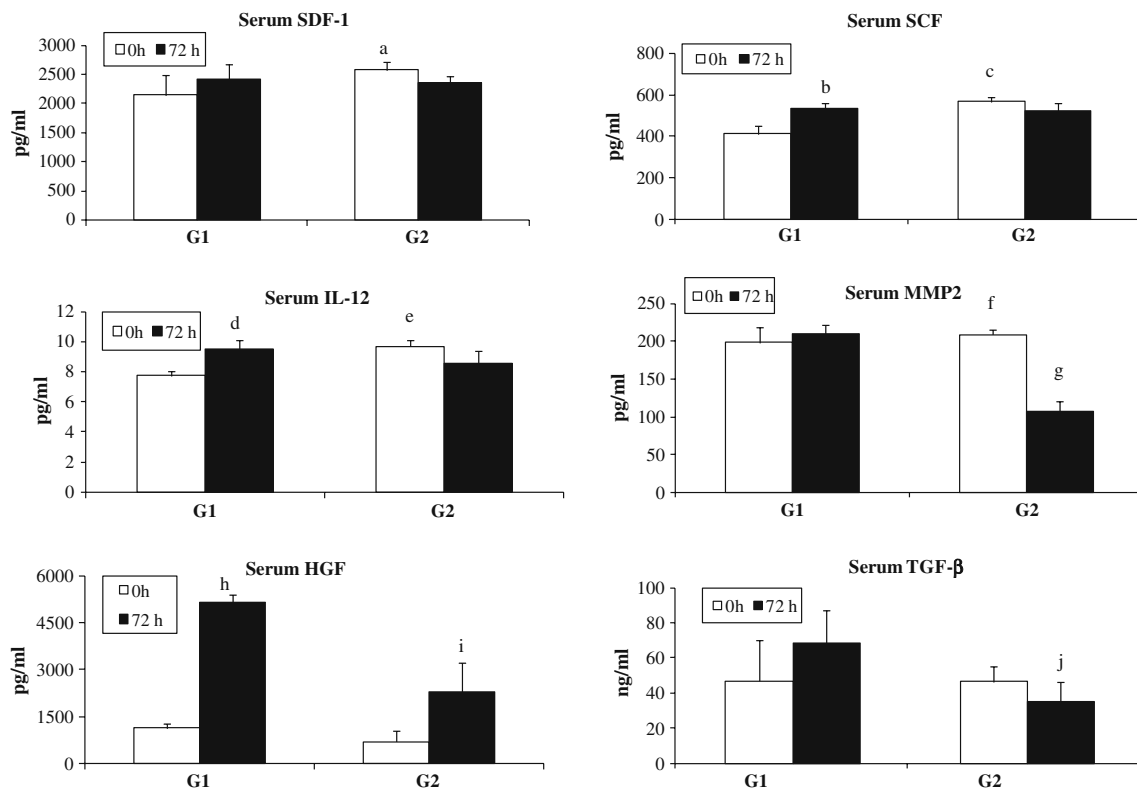 Serum SDF-1
0h 72 h
a
3000
2500
2000
1500
1000
500
0
pg/ml
G1 G2
Serum SCF
0h 72 h
b
c
800
600
400
200
0
pg/ml
G1 G2
Serum IL-12
0h 72 h
d
e
12
10
8
6
4
2
0
pg/ml
G1 G2
Serum MMP2
0h 72 h
f
g
250
200
150
100
50
0
pg/ml
G1 G2
Serum HGF
0h
72 h
h
i
6000
4500
3000
1500
0
pg/ml
G1 G2
Serum TGF-β
0h 72 h
j
100
80
60
40
20
0
ng/ml
G1 G2